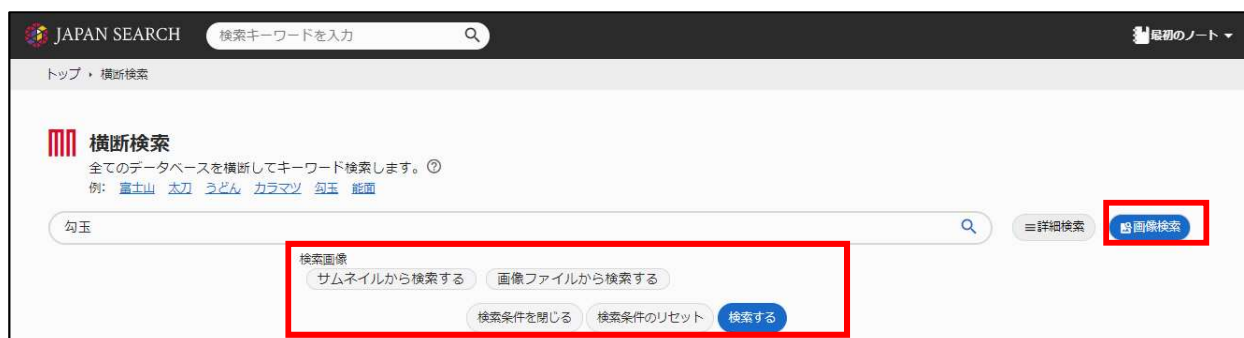 JAPAN SEARCH 検索キーワードを入力 最初のノート
トップ › 横断検索
横断検索
全てのデータベースを横断してキーワード検索します。?
例: 富士山 太刀 うどん カラマツ 勾玉 能面
勾玉 詳細検索 画像検索
検索画像
サムネイルから検索する 画像ファイルから検索する
検索条件を閉じる 検索条件のリセット 検索する